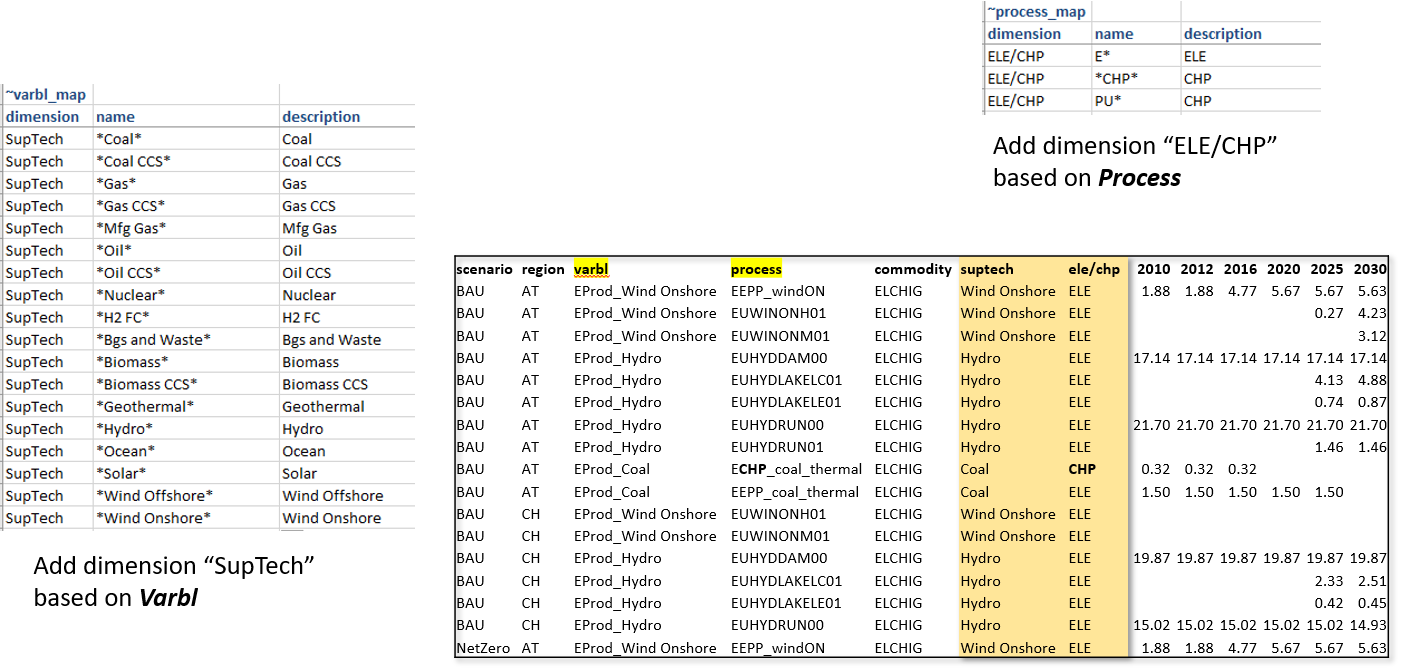 ~process_map
dimension name description
ELE/CHP E* ELE
ELE/CHP *CHP* CHP
ELE/CHP PU* CHP
Add dimension “ELE/CHP”
based on Process
~varbl_map
dimension name description
SupTech *Coal* Coal
SupTech *Coal CCS* Coal CCS
SupTech *Gas* Gas
SupTech *Gas CCS* Gas CCS
SupTech *Mfg Gas* Mfg Gas
SupTech *Oil* Oil
SupTech *Oil CCS* Oil CCS
SupTech *Nuclear* Nuclear
SupTech *H2 FC* H2 FC
SupTech *Bgs and Waste* Bgs and Waste
SupTech *Biomass* Biomass
SupTech *Biomass CCS* Biomass CCS
SupTech *Geothermal* Geothermal
SupTech *Hydro* Hydro
SupTech *Ocean* Ocean
SupTech *Solar* Solar
SupTech *Wind Offshore* Wind Offshore
SupTech *Wind Onshore* Wind Onshore
Add dimension “SupTech”
based on Varbl
scenario region varbl process commodity suptech ele/chp 2010 2012 2016 2020 2025 2030
BAU AT EProd_Wind Onshore EEPP_windON ELCHIG Wind Onshore ELE 1.88 1.88 4.77 5.67 5.67 5.63
BAU AT EProd_Wind Onshore EUWINONH01 ELCHIG Wind Onshore ELE 0.27 4.23
BAU AT EProd_Wind Onshore EUWINONM01 ELCHIG Wind Onshore ELE 3.12
BAU AT EProd_Hydro EUHYDDAM00 ELCHIG Hydro ELE 17.14 17.14 17.14 17.14 17.14 17.14
BAU AT EProd_Hydro EUHYDLAKELC01 ELCHIG Hydro ELE 4.13 4.88
BAU AT EProd_Hydro EUHYDLAKELE01 ELCHIG Hydro ELE 0.74 0.87
BAU AT EProd_Hydro EUHYDRUN00 ELCHIG Hydro ELE 21.70 21.70 21.70 21.70 21.70 21.70
BAU AT EProd_Hydro EUHYDRUN01 ELCHIG Hydro ELE 1.46 1.46
BAU AT EProd_Coal ECHP_coal_thermal ELCHIG Coal CHP 0.32 0.32 0.32
BAU AT EProd_Coal EEPP_coal_thermal ELCHIG Coal ELE 1.50 1.50 1.50 1.50 1.50
BAU CH EProd_Wind Onshore EUWINONH01 ELCHIG Wind Onshore ELE
BAU CH EProd_Wind Onshore EUWINONM01 ELCHIG Wind Onshore ELE
BAU CH EProd_Hydro EUHYDDAM00 ELCHIG Hydro ELE 19.87 19.87 19.87 19.87 19.87 19.87
BAU CH EProd_Hydro EUHYDLAKELC01 ELCHIG Hydro ELE 2.33 2.51
BAU CH EProd_Hydro EUHYDLAKELE01 ELCHIG Hydro ELE 0.42 0.45
BAU CH EProd_Hydro EUHYDRUN00 ELCHIG Hydro ELE 15.02 15.02 15.02 15.02 15.02 14.93
NetZero AT EProd_Wind Onshore EEPP_windON ELCHIG Wind Onshore ELE 1.88 1.88 4.77 5.67 5.67 5.63